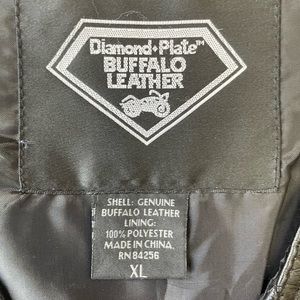 Diamond+Plate™
BUFFALO
LEATHER
SHELL: GENUINE
BUFFALO LEATHER
LINING:
100% POLYESTER
MADE IN CHINA
RN 84256
XL